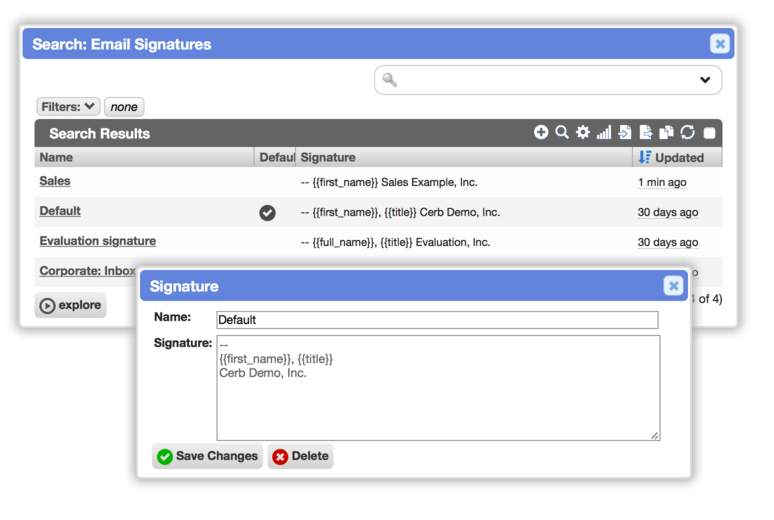 Search: Email Signatures
Filters: none
Search Results
Name Defaul Signature Updated
Sales -- {{first_name}} Sales Example, Inc. 1 min ago
Default -- {{first_name}}, {{title}} Cerb Demo, Inc. 30 days ago
Evaluation signature -- {{full_name}}, {{title}} Evaluation, Inc. 30 days ago
Corporate: Inbox
explore of 4)
Signature
Name: Default
Signature: --
{{first_name}}, {{title}}
Cerb Demo, Inc.
Save Changes Delete